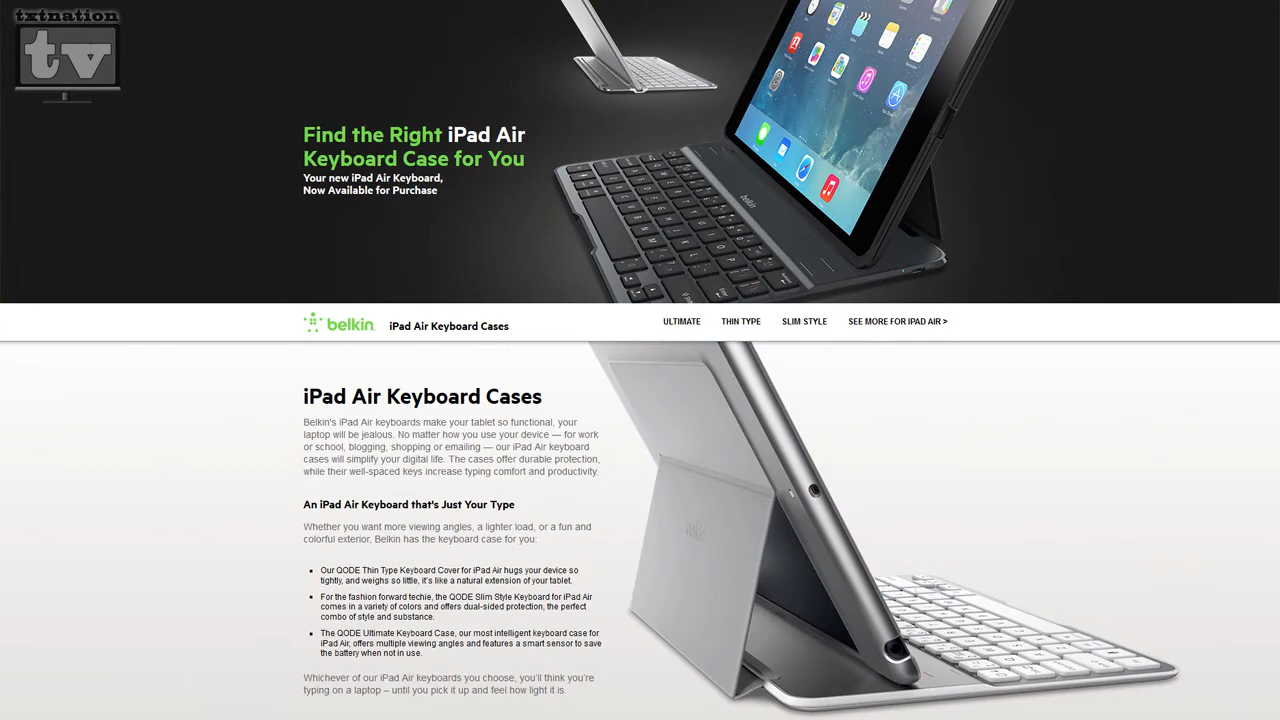 txtnation
tv
Find the Right iPad Air
Keyboard Case for You
Your new iPad Air Keyboard,
Now Available for Purchase
belkin
belkin
iPad Air Keyboard Cases
ULTIMATE
THIN TYPE
SLIM STYLE
SEE MORE FOR IPAD AIR >
iPad Air Keyboard Cases
Belkin's iPad Air keyboards make your tablet so functional, your
laptop will be jealous. No matter how you use your device — for work
or school, blogging, shopping or emailing — our iPad Air keyboard
cases will simplify your digital life. The cases offer durable protection,
while their well-spaced keys increase typing comfort and productivity.
An iPad Air Keyboard that's Just Your Type
Whether you want more viewing angles, a lighter load, or a fun and
colorful exterior, Belkin has the keyboard case for you:
Our QODE Thin Type Keyboard Cover for iPad Air hugs your device so
tightly, and weighs so little, it's like a natural extension of your tablet.
For the fashion forward techie, the QODE Slim Style Keyboard for iPad Air
comes in a variety of colors and offers dual-sided protection, the perfect
combo of style and substance.
The QODE Ultimate Keyboard Case, our most intelligent keyboard case for
iPad Air, offers multiple viewing angles and features a smart sensor to save
the battery when not in use.
Whichever of our iPad Air keyboards you choose, you'll think you're
typing on a laptop – until you pick it up and feel how light it is.
belkin